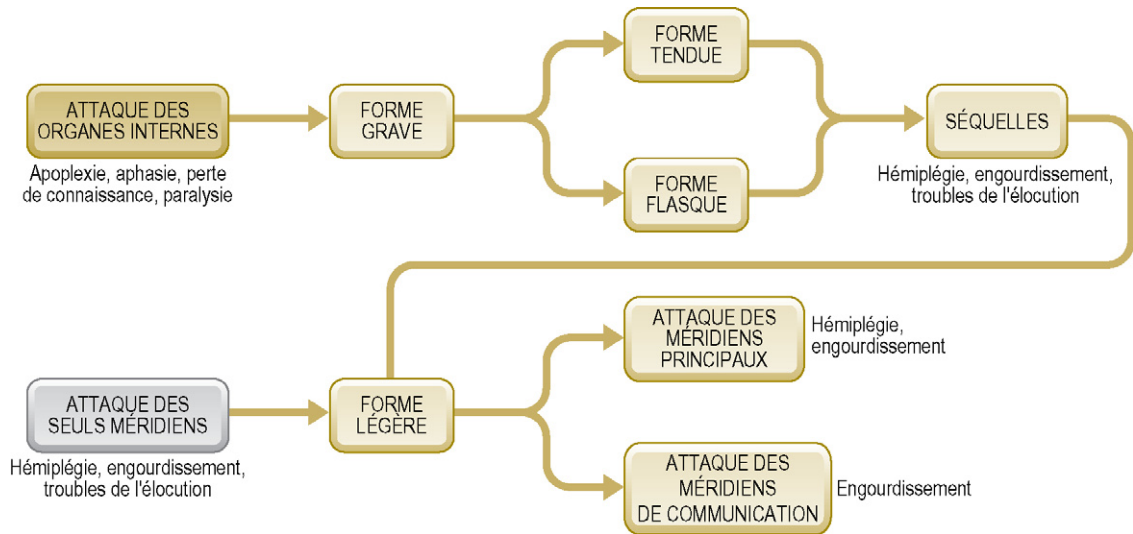 ATTAQUE DES
ORGANES INTERNES
Apoplexie, aphasie, perte
de connaissance, paralysie
FORME
GRAVE
FORME
TENDUE
FORME
FLASQUE
SÉQUELLES
Hémiplégie, engourdissement,
troubles de l'élocution
ATTAQUE DES
SEULS MÉRIDIENS
Hémiplégie, engourdissement,
troubles de l'élocution
FORME
LÉGÈRE
ATTAQUE DES
MÉRIDIENS
PRINCIPAUX
Hémiplégie,
engourdissement
ATTAQUE DES
MÉRIDIENS
DE COMMUNICATION
Engourdissement